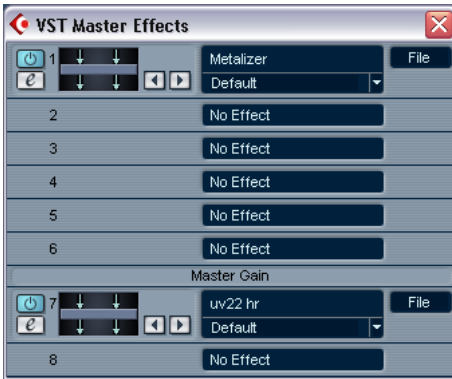 VST Master Effects
1 Metalizer File
e Default
2 No Effect
3 No Effect
4 No Effect
5 No Effect
6 No Effect
Master Gain
7 uv22 hr File
e Default
8 No Effect